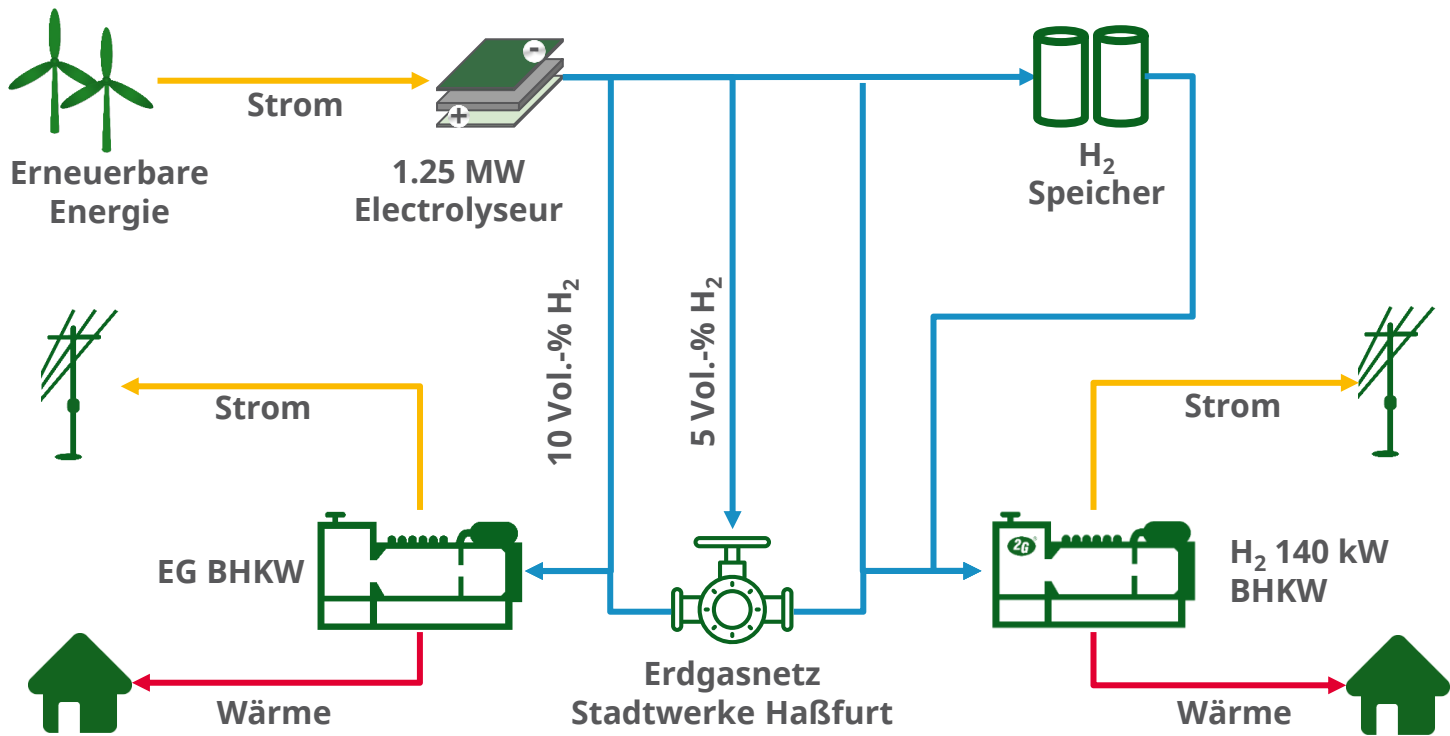 -
+
Strom
Erneuerbare
Energie
1.25 MW
Electrolyseur
H₂
Speicher
10 Vol.-% H₂
5 Vol.-% H₂
Strom
Strom
EG BHKW
2G
H₂ 140 kW
BHKW
Erdgasnetz
Stadtwerke Haßfurt
Wärme
Wärme